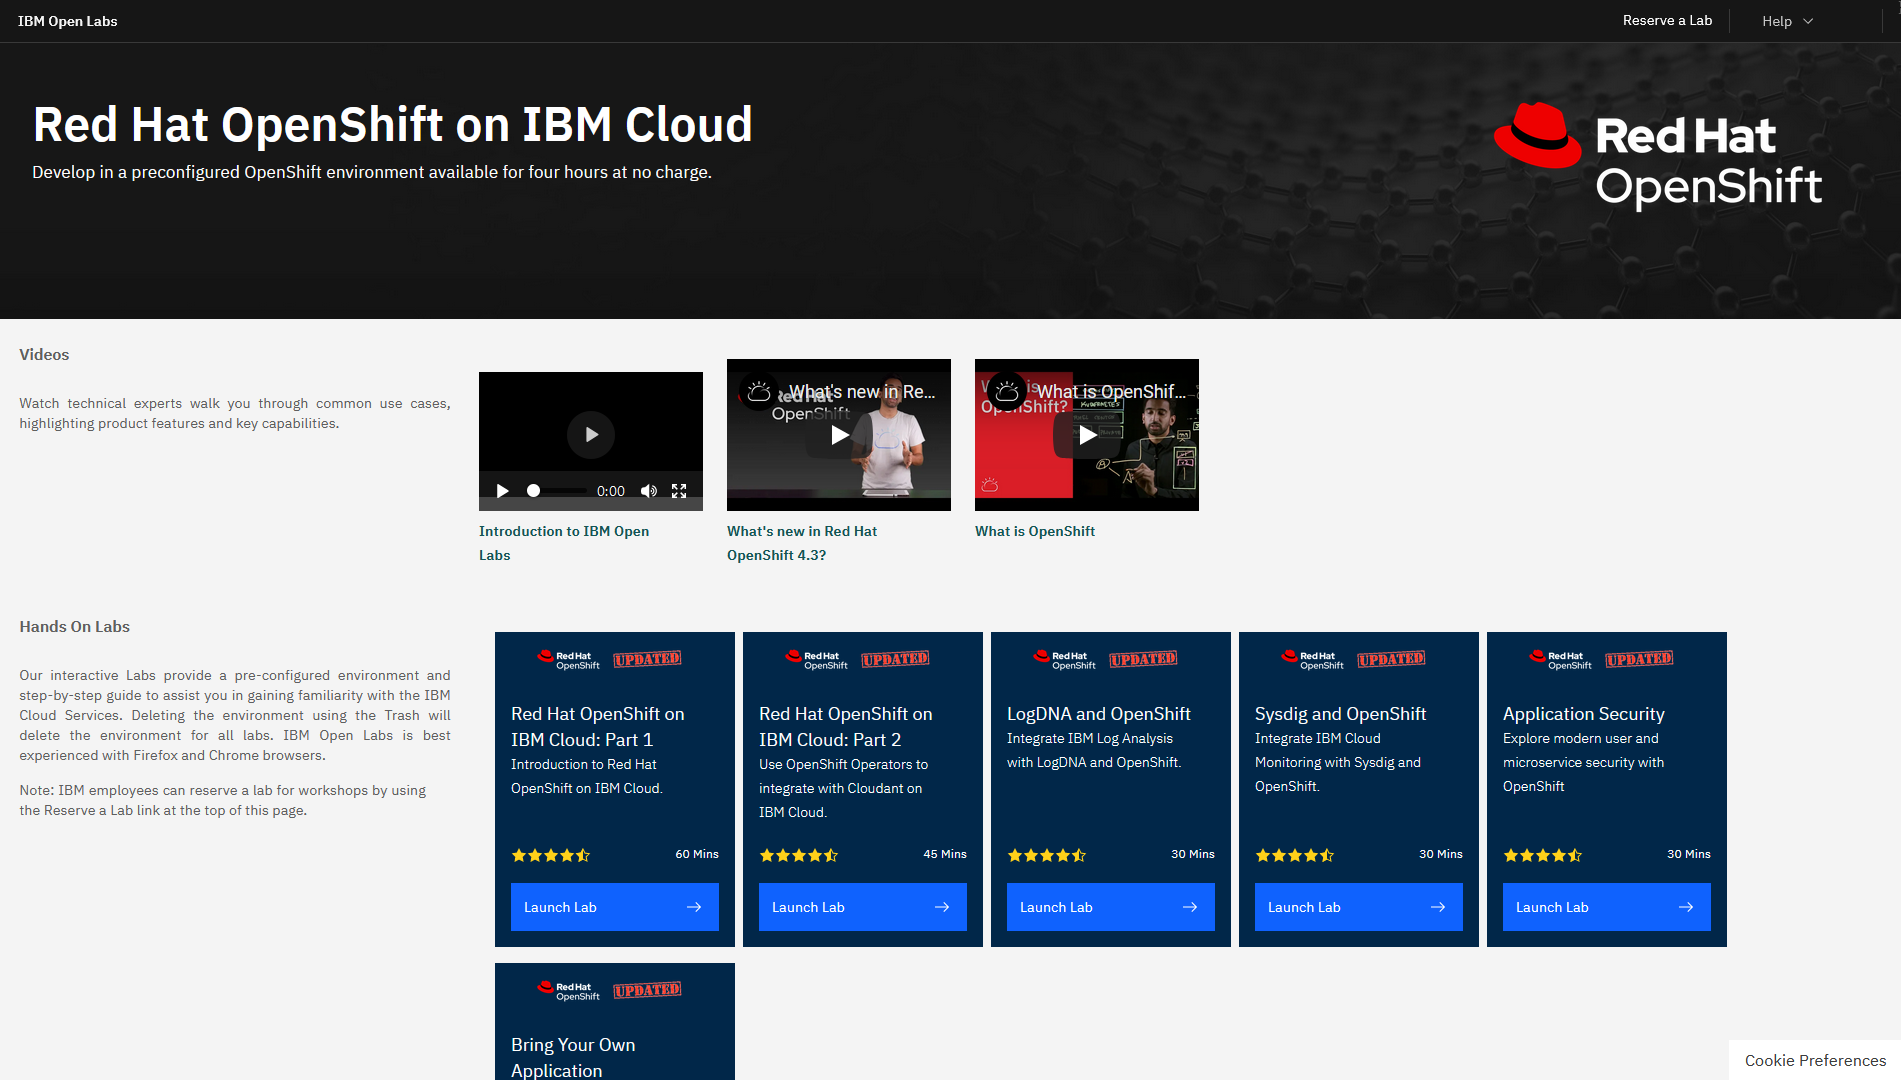 IBM Open Labs
Reserve a Lab
Help
Red Hat OpenShift on IBM Cloud
Develop in a preconfigured OpenShift environment available for four hours at no charge.
Red Hat
OpenShift
Videos
Watch technical experts walk you through common use cases,
highlighting product features and key capabilities.
0:00
Introduction to IBM Open
Labs
What's new in Re...
Red Hat
OpenShift
What's new in Red Hat
OpenShift 4.3?
What is OpenShif...
What is
OpenShift?
KUBERNETES
What is OpenShift
Hands On Labs
Our interactive Labs provide a pre-configured environment and
step-by-step guide to assist you in gaining familiarity with the IBM
Cloud Services. Deleting the environment using the Trash will
delete the environment for all labs. IBM Open Labs is best
experienced with Firefox and Chrome browsers.
Note: IBM employees can reserve a lab for workshops by using
the Reserve a Lab link at the top of this page.
Red Hat
OpenShift
UPDATED
Red Hat OpenShift on
IBM Cloud: Part 1
Introduction to Red Hat
OpenShift on IBM Cloud.
60 Mins
Launch Lab
Red Hat
OpenShift
UPDATED
Red Hat OpenShift on
IBM Cloud: Part 2
Use OpenShift Operators to
integrate with Cloudant on
IBM Cloud.
45 Mins
Launch Lab
Red Hat
OpenShift
UPDATED
LogDNA and OpenShift
Integrate IBM Log Analysis
with LogDNA and OpenShift.
30 Mins
Launch Lab
Red Hat
OpenShift
UPDATED
Sysdig and OpenShift
Integrate IBM Cloud
Monitoring with Sysdig and
OpenShift.
30 Mins
Launch Lab
Red Hat
OpenShift
UPDATED
Application Security
Explore modern user and
microservice security with
OpenShift
30 Mins
Launch Lab
Red Hat
OpenShift
UPDATED
Bring Your Own
Application
Cookie Preferences